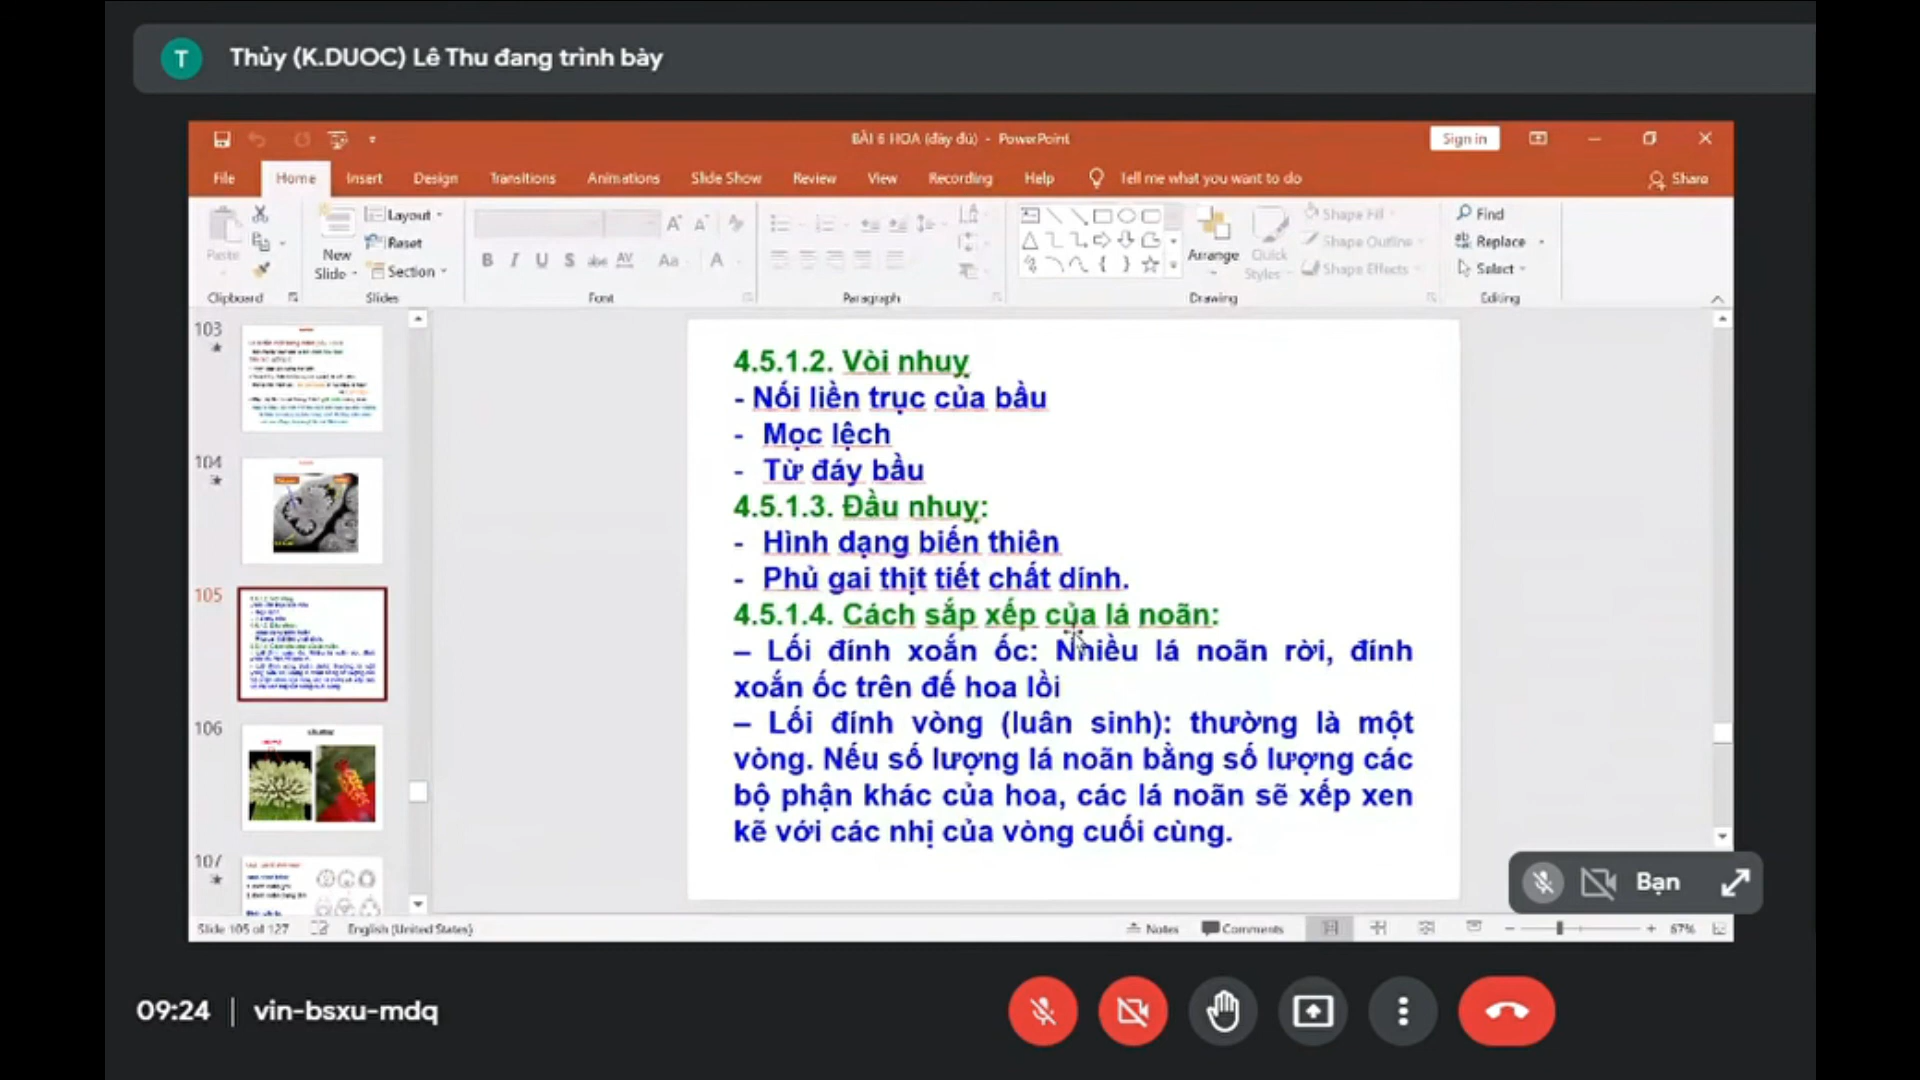 T
Thủy (K.DUOC) Lê Thu đang trình bày
BÀI 6 HOA (đầy đủ) - PowerPoint
Sign in
File Home Insert Design Transitions Animations Slide Show Review View Recording Help Tell me what you want to do Share
Paste
New Slide
Layout
Reset
Section
B I U S abc AV Aa A
Arrange
Quick Styles
Shape Fill
Shape Outline
Shape Effects
Find
Replace
Select
Clipboard Slides Font Paragraph Drawing Editing
103
104
105
106
107
4.5.1.2. Vòi nhuỵ
- Nối liền trục của bầu
- Mọc lệch
- Từ đáy bầu
4.5.1.3. Đầu nhuỵ:
- Hình dạng biến thiên
- Phủ gai thịt tiết chất dính.
4.5.1.4. Cách sắp xếp của lá noãn:
– Lối đính xoắn ốc: Nhiều lá noãn rời, đính
xoắn ốc trên đế hoa lồi
– Lối đính vòng (luân sinh): thường là một
vòng. Nếu số lượng lá noãn bằng số lượng các
bộ phận khác của hoa, các lá noãn sẽ xếp xen
kẽ với các nhị của vòng cuối cùng.
Bạn
Slide 105 of 127 English (United States) Notes Comments 67%
09:24 | vin-bsxu-mdq